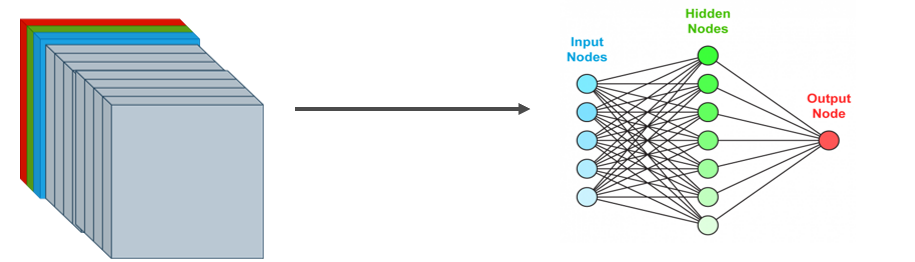 Input
Nodes
Hidden
Nodes
Output
Node